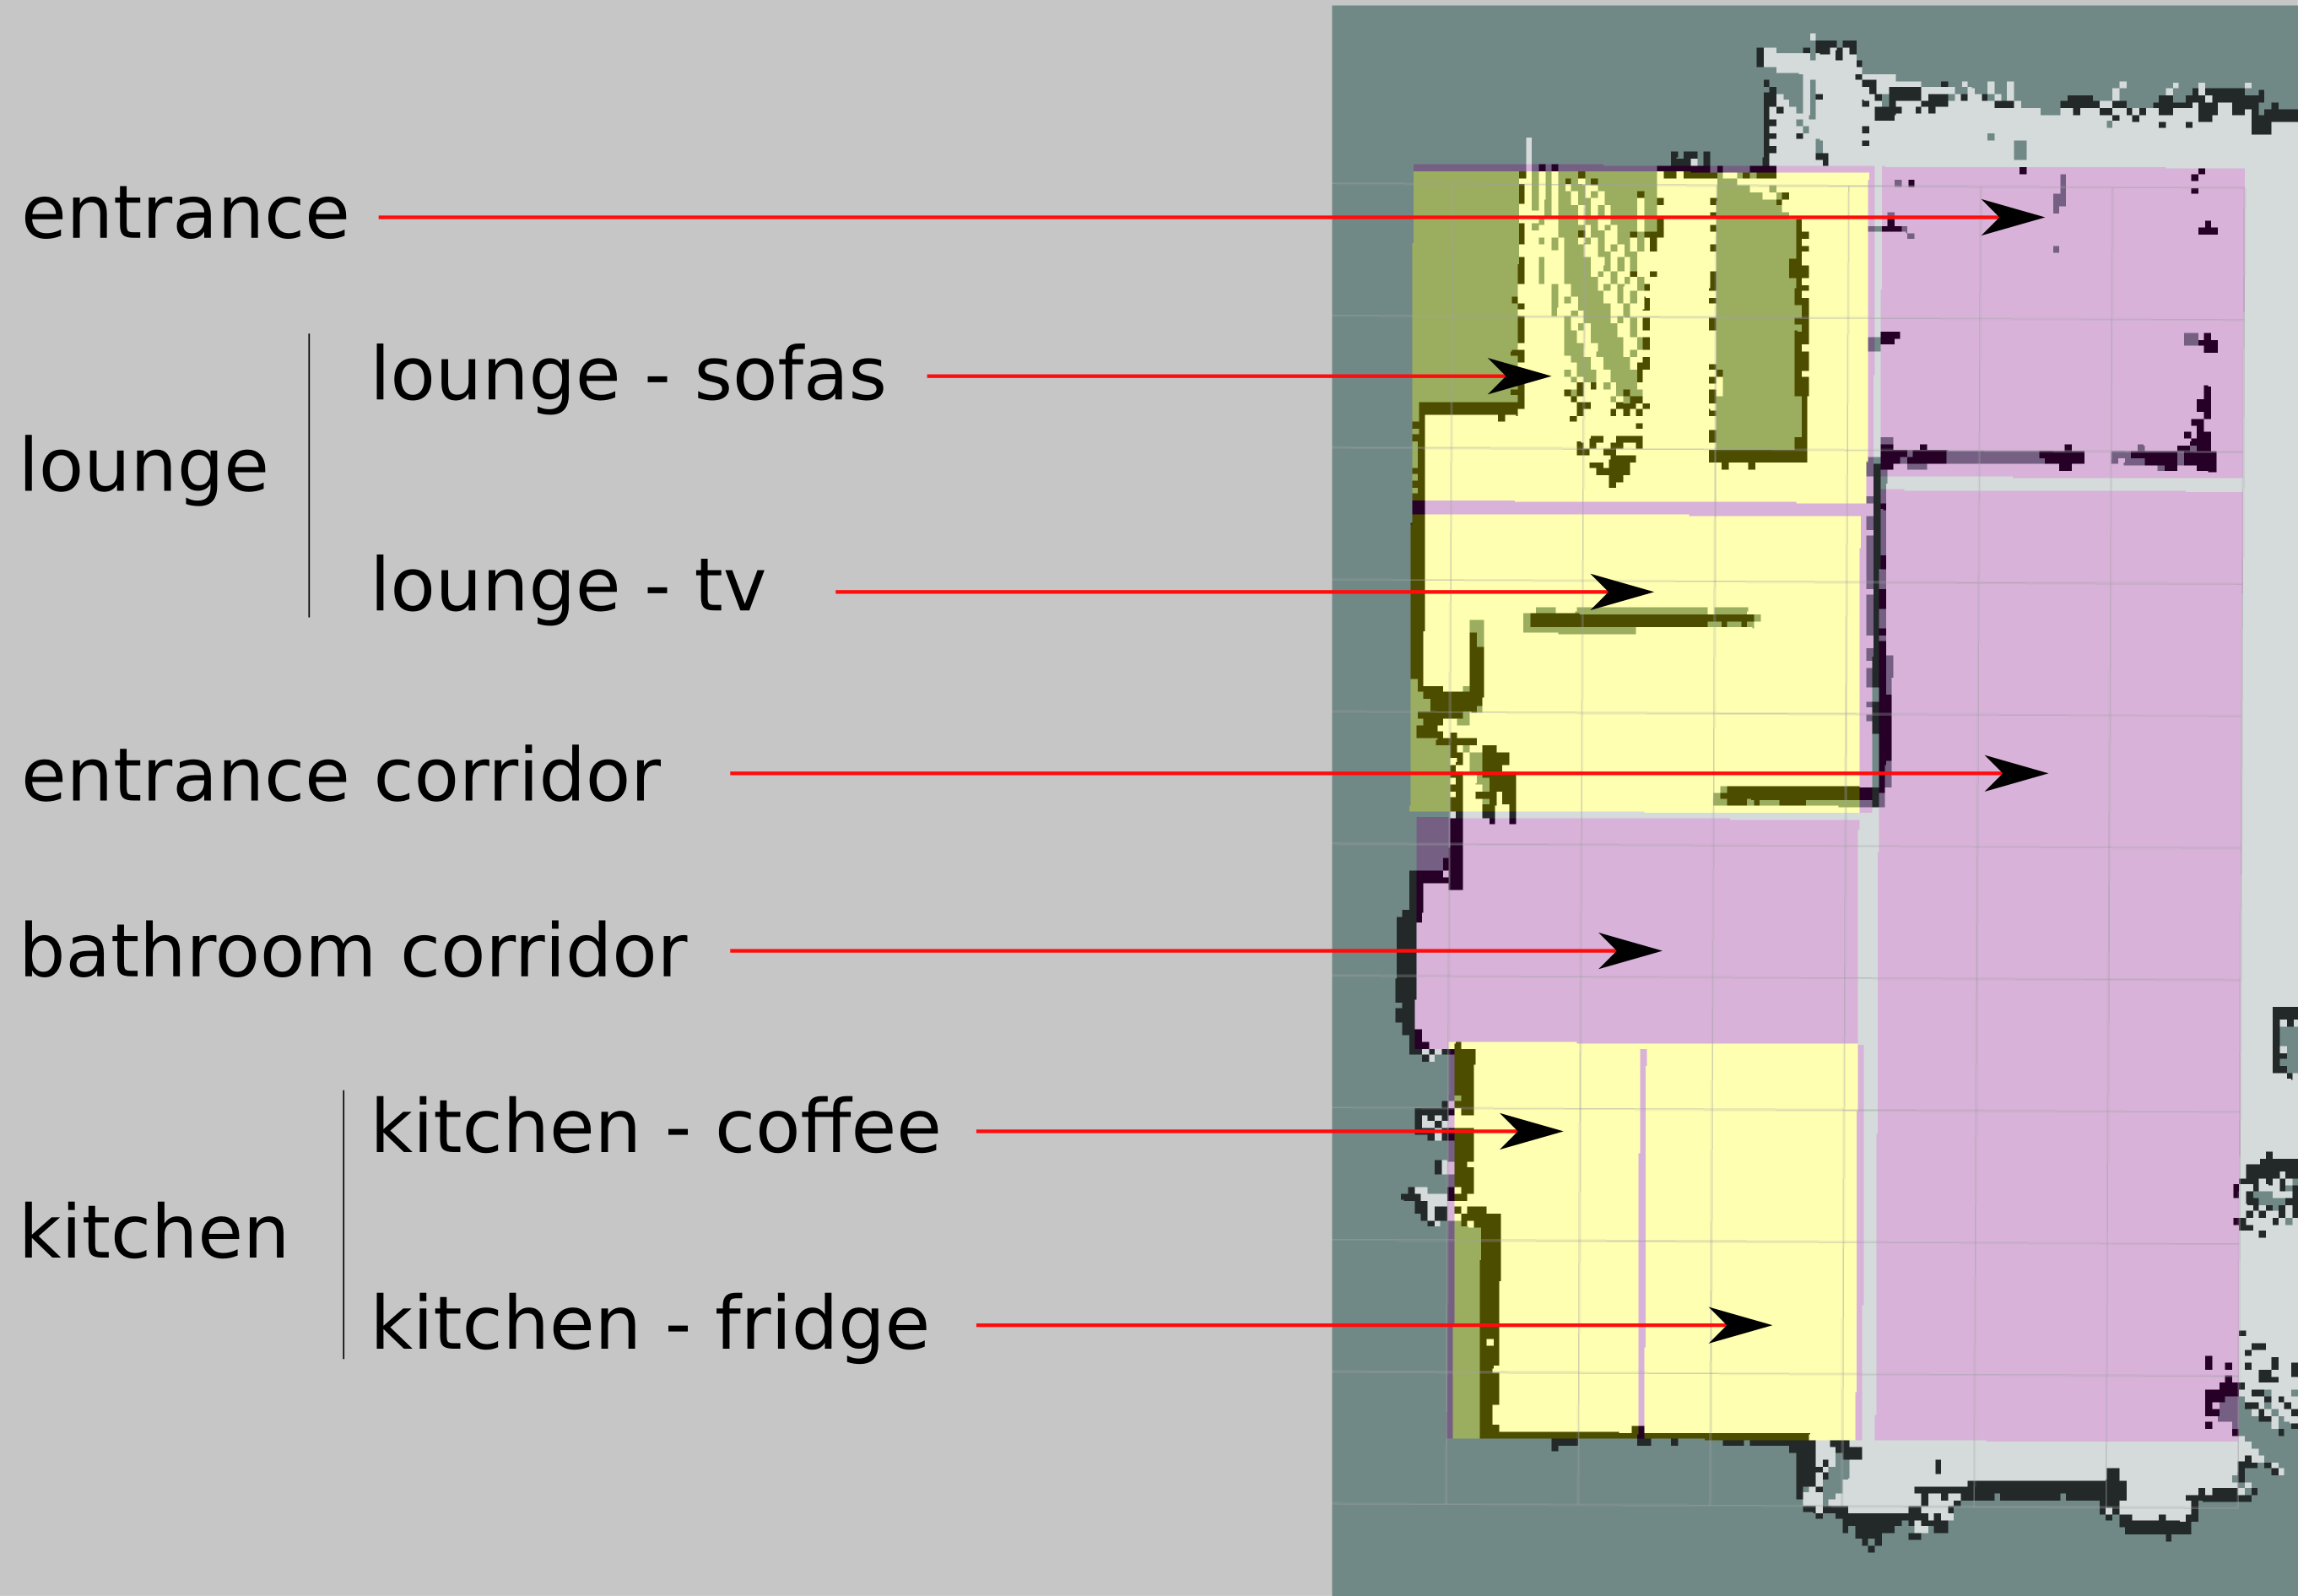 entrance
lounge - sofas
lounge
lounge - tv
entrance corridor
bathroom corridor
kitchen - coffee
kitchen
kitchen - fridge